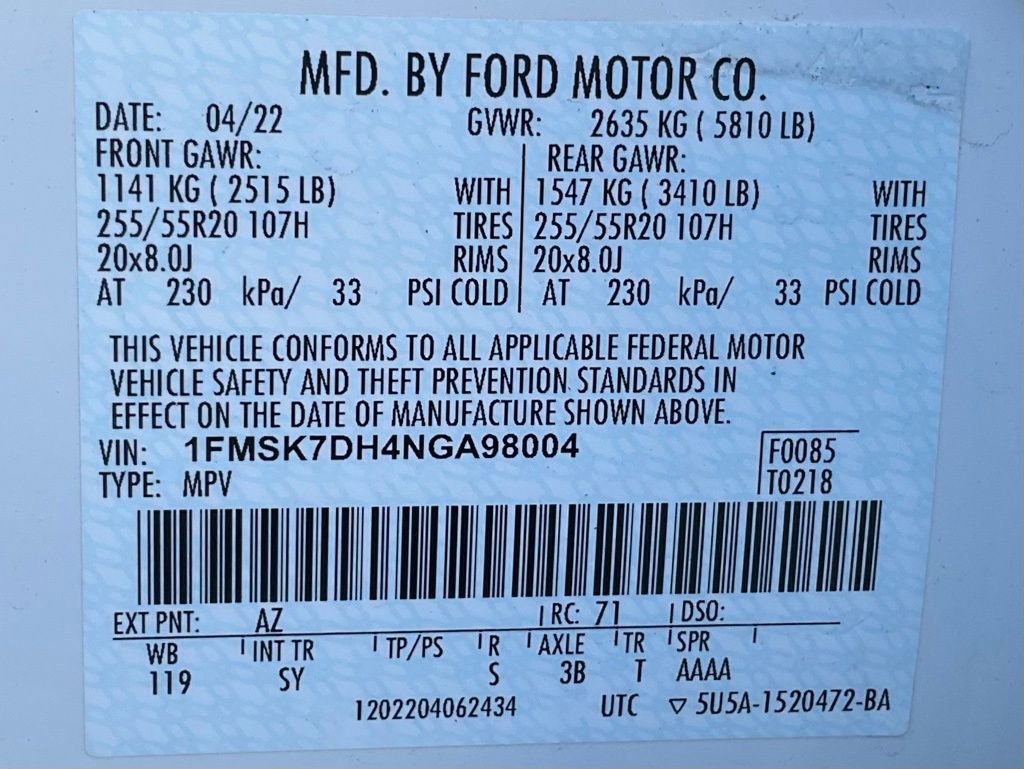 MFD. BY FORD MOTOR CO.
DATE: 04/22 GVWR: 2635 KG ( 5810 LB)
FRONT GAWR: REAR GAWR:
1141 KG ( 2515 LB) WITH 1547 KG ( 3410 LB) WITH
255/55R20 107H TIRES 255/55R20 107H TIRES
20x8.0J RIMS 20x8.0J RIMS
AT 230 kPa/ 33 PSI COLD AT 230 kPa/ 33 PSI COLD
THIS VEHICLE CONFORMS TO ALL APPLICABLE FEDERAL MOTOR
VEHICLE SAFETY AND THEFT PREVENTION STANDARDS IN
EFFECT ON THE DATE OF MANUFACTURE SHOWN ABOVE.
VIN: 1FMSK7DH4NGA98004 F0085
TYPE: MPV T0218
EXT PNT: AZ RC: 71 DSO:
WB INT TR TP/PS R AXLE TR SPR
119 SY S 3B T AAAA
1202204062434 UTC ▽ 5U5A-1520472-BA